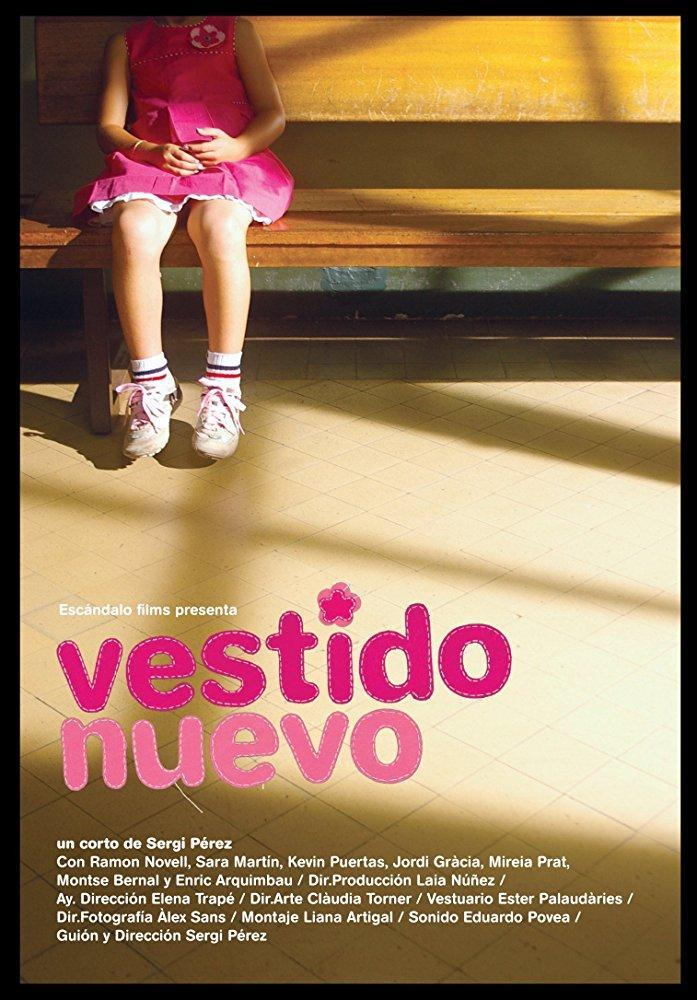 Escándalo films presenta
vestido
nuevo
un corto de Sergi Pérez
Con Ramon Novell, Sara Martín, Kevin Puertas, Jordi Gràcia, Mireia Prat,
Montse Bernal y Enric Arquimbau / Dir.Producción Laia Núñez /
Ay. Dirección Elena Trapé / Dir.Arte Clàudia Torner / Vestuario Ester Palaudàries /
Dir.Fotografía Àlex Sans / Montaje Liana Artigal / Sonido Eduardo Povea /
Guión y Dirección Sergi Pérez